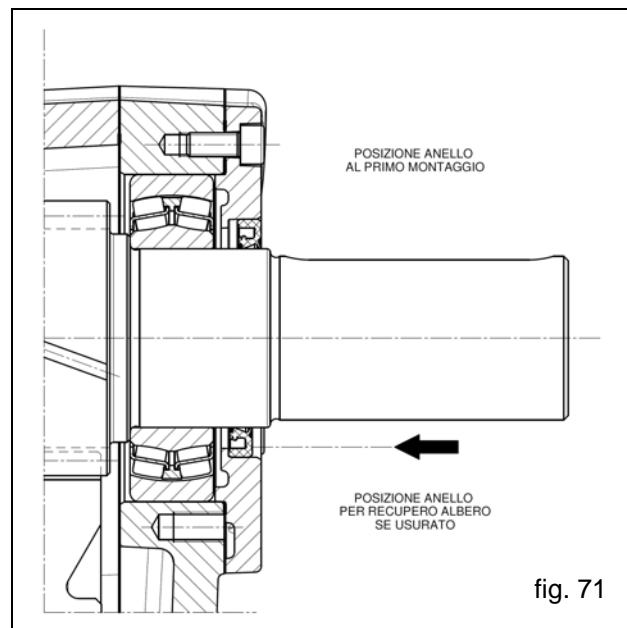 POSIZIONE ANELLO
AL PRIMO MONTAGGIO
POSIZIONE ANELLO
PER RECUPERO ALBERO
SE USURATO
fig. 71